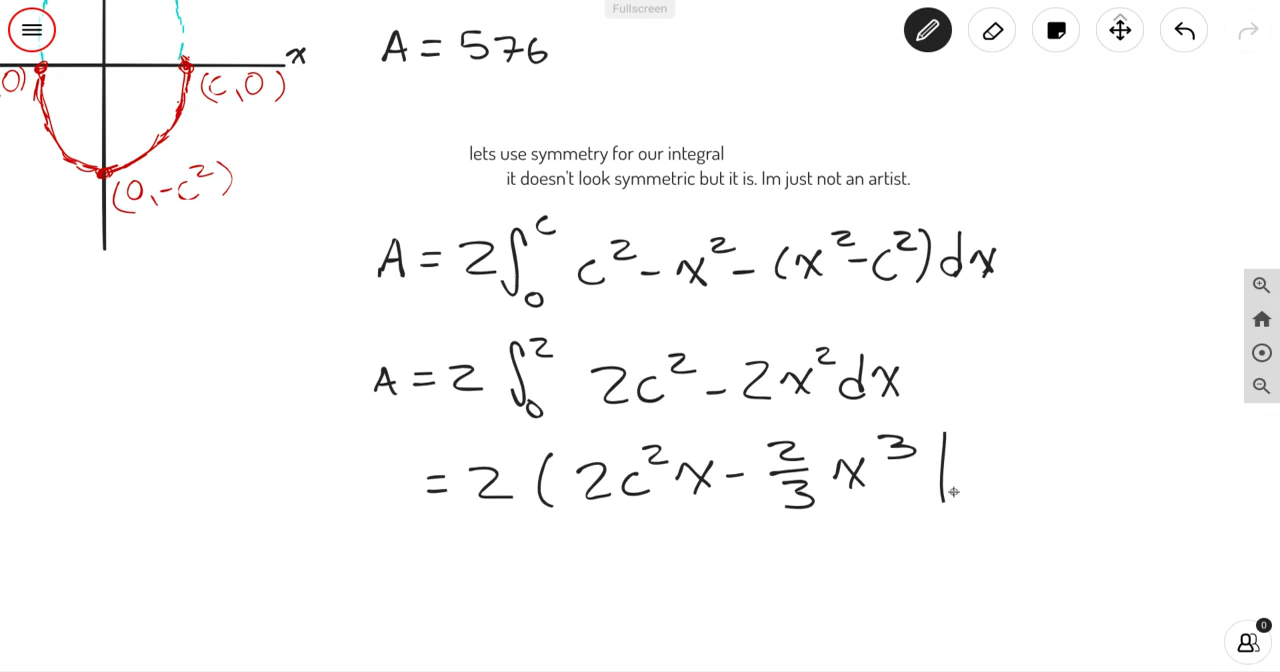 Fullscreen
A = 576
x
0)
(c,0)
(0,-c²)
lets use symmetry for our integral
it doesn't look symmetric but it is. Im just not an artist.
A = 2∫₀ᶜ c² - x² - (x² - c²) dx
A = 2 ∫₀² 2c² - 2x² dx
= 2 ( 2c²x - 2/3 x³ |
0